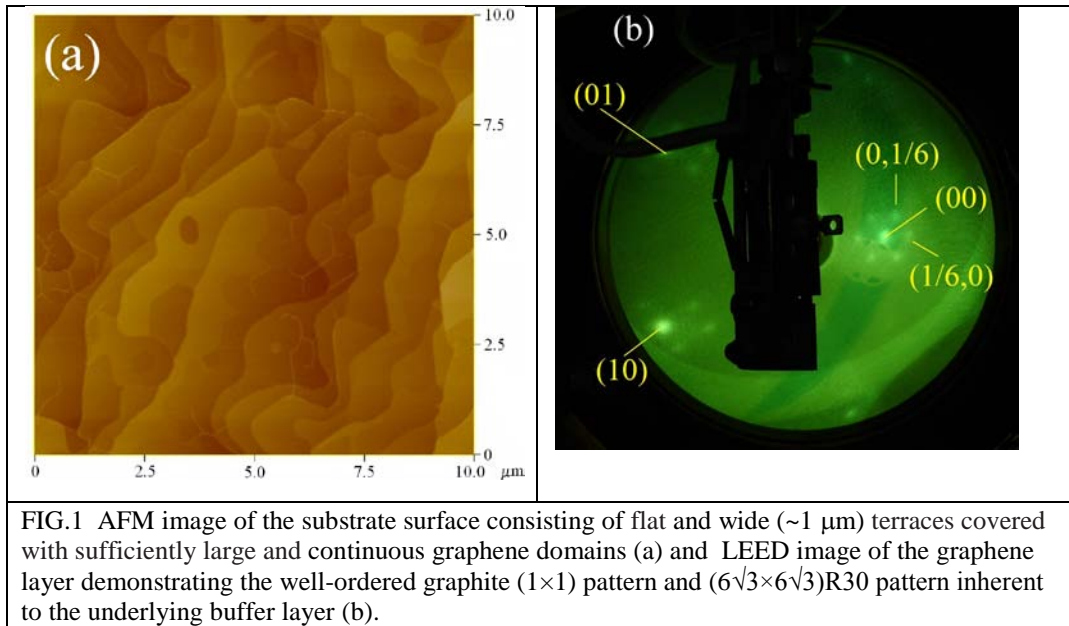 (a)
10.0
7.5
5.0
2.5
0
0 2.5 5.0 7.5 10.0 μm
(b)
(01)
(0,1/6)
(00)
(1/6,0)
(10)
FIG.1 AFM image of the substrate surface consisting of flat and wide (~1 μm) terraces covered
with sufficiently large and continuous graphene domains (a) and LEED image of the graphene
layer demonstrating the well-ordered graphite (1×1) pattern and (6√3×6√3)R30 pattern inherent
to the underlying buffer layer (b).